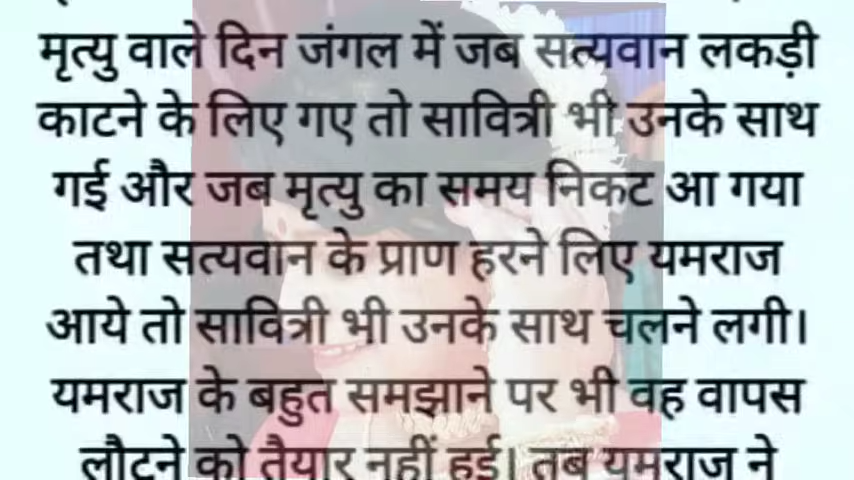 मृत्यु वाले दिन जंगल में जब सत्यवान लकड़ी
काटने के लिए गए तो सावित्री भी उनके साथ
गई और जब मृत्यु का समय निकट आ गया
तथा सत्यवान के प्राण हरने लिए यमराज
आये तो सावित्री भी उनके साथ चलने लगी।
यमराज के बहुत समझाने पर भी वह वापस
लौटने को तैयार नहीं हुई। तब यमराज ने